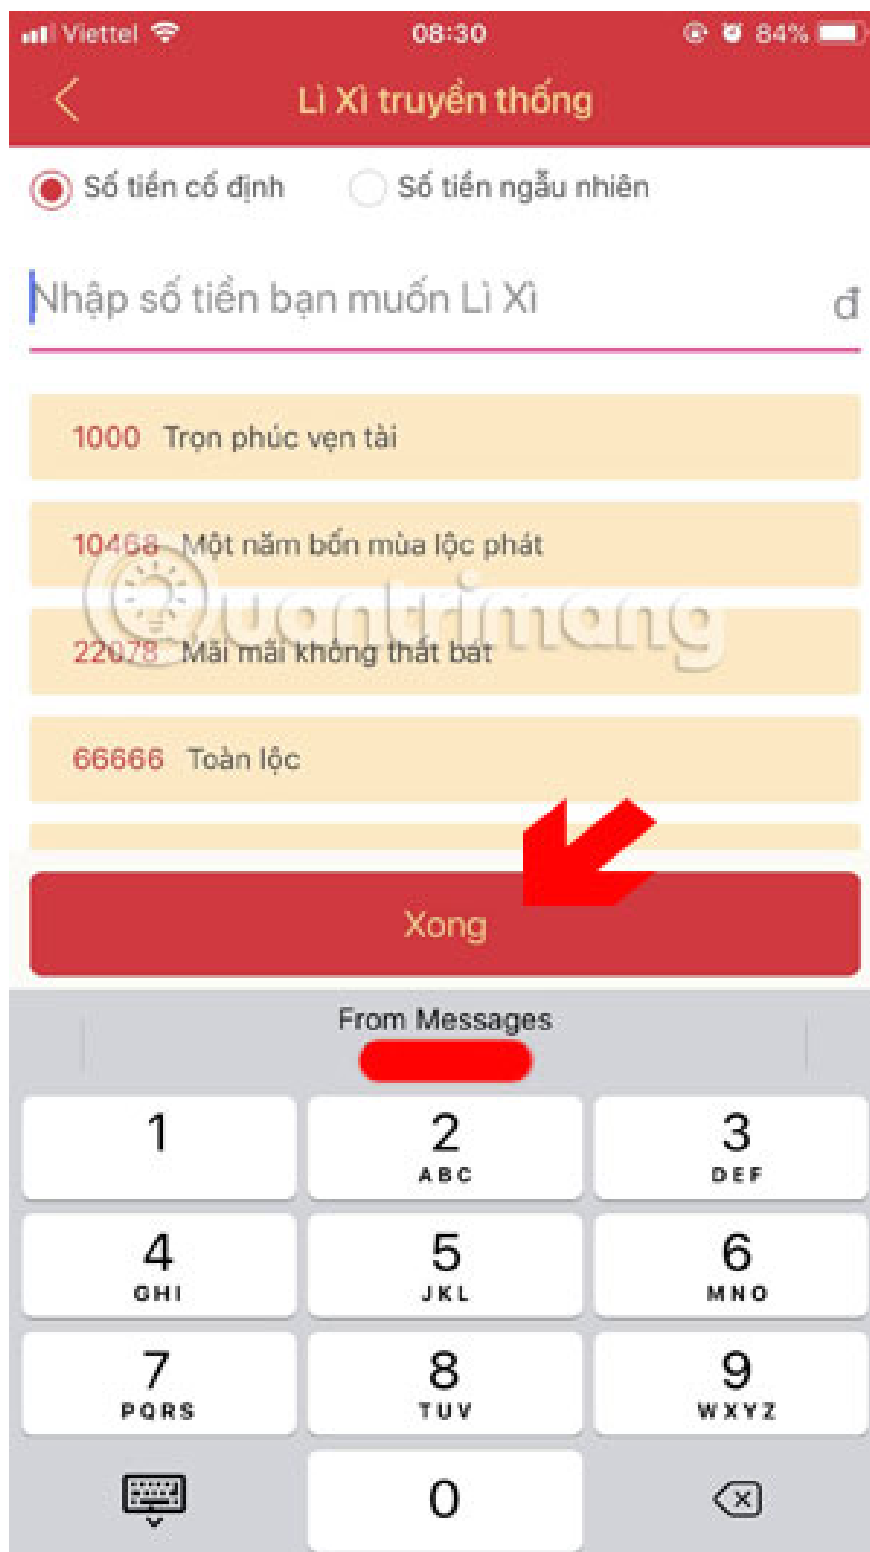 Viettel 08:30 84%
Lì Xì truyền thống
Số tiền cố định Số tiền ngẫu nhiên
Nhập số tiền bạn muốn Lì Xì đ
1000 Trọn phúc vẹn tài
10468 Một năm bốn mùa lộc phát
Quantrimang
22078 Mãi mãi không thất bát
66666 Toàn lộc
Xong
From Messages
1 2 3
ABC DEF
4 5 6
GHI JKL MNO
7 8 9
PQRS TUV WXYZ
0